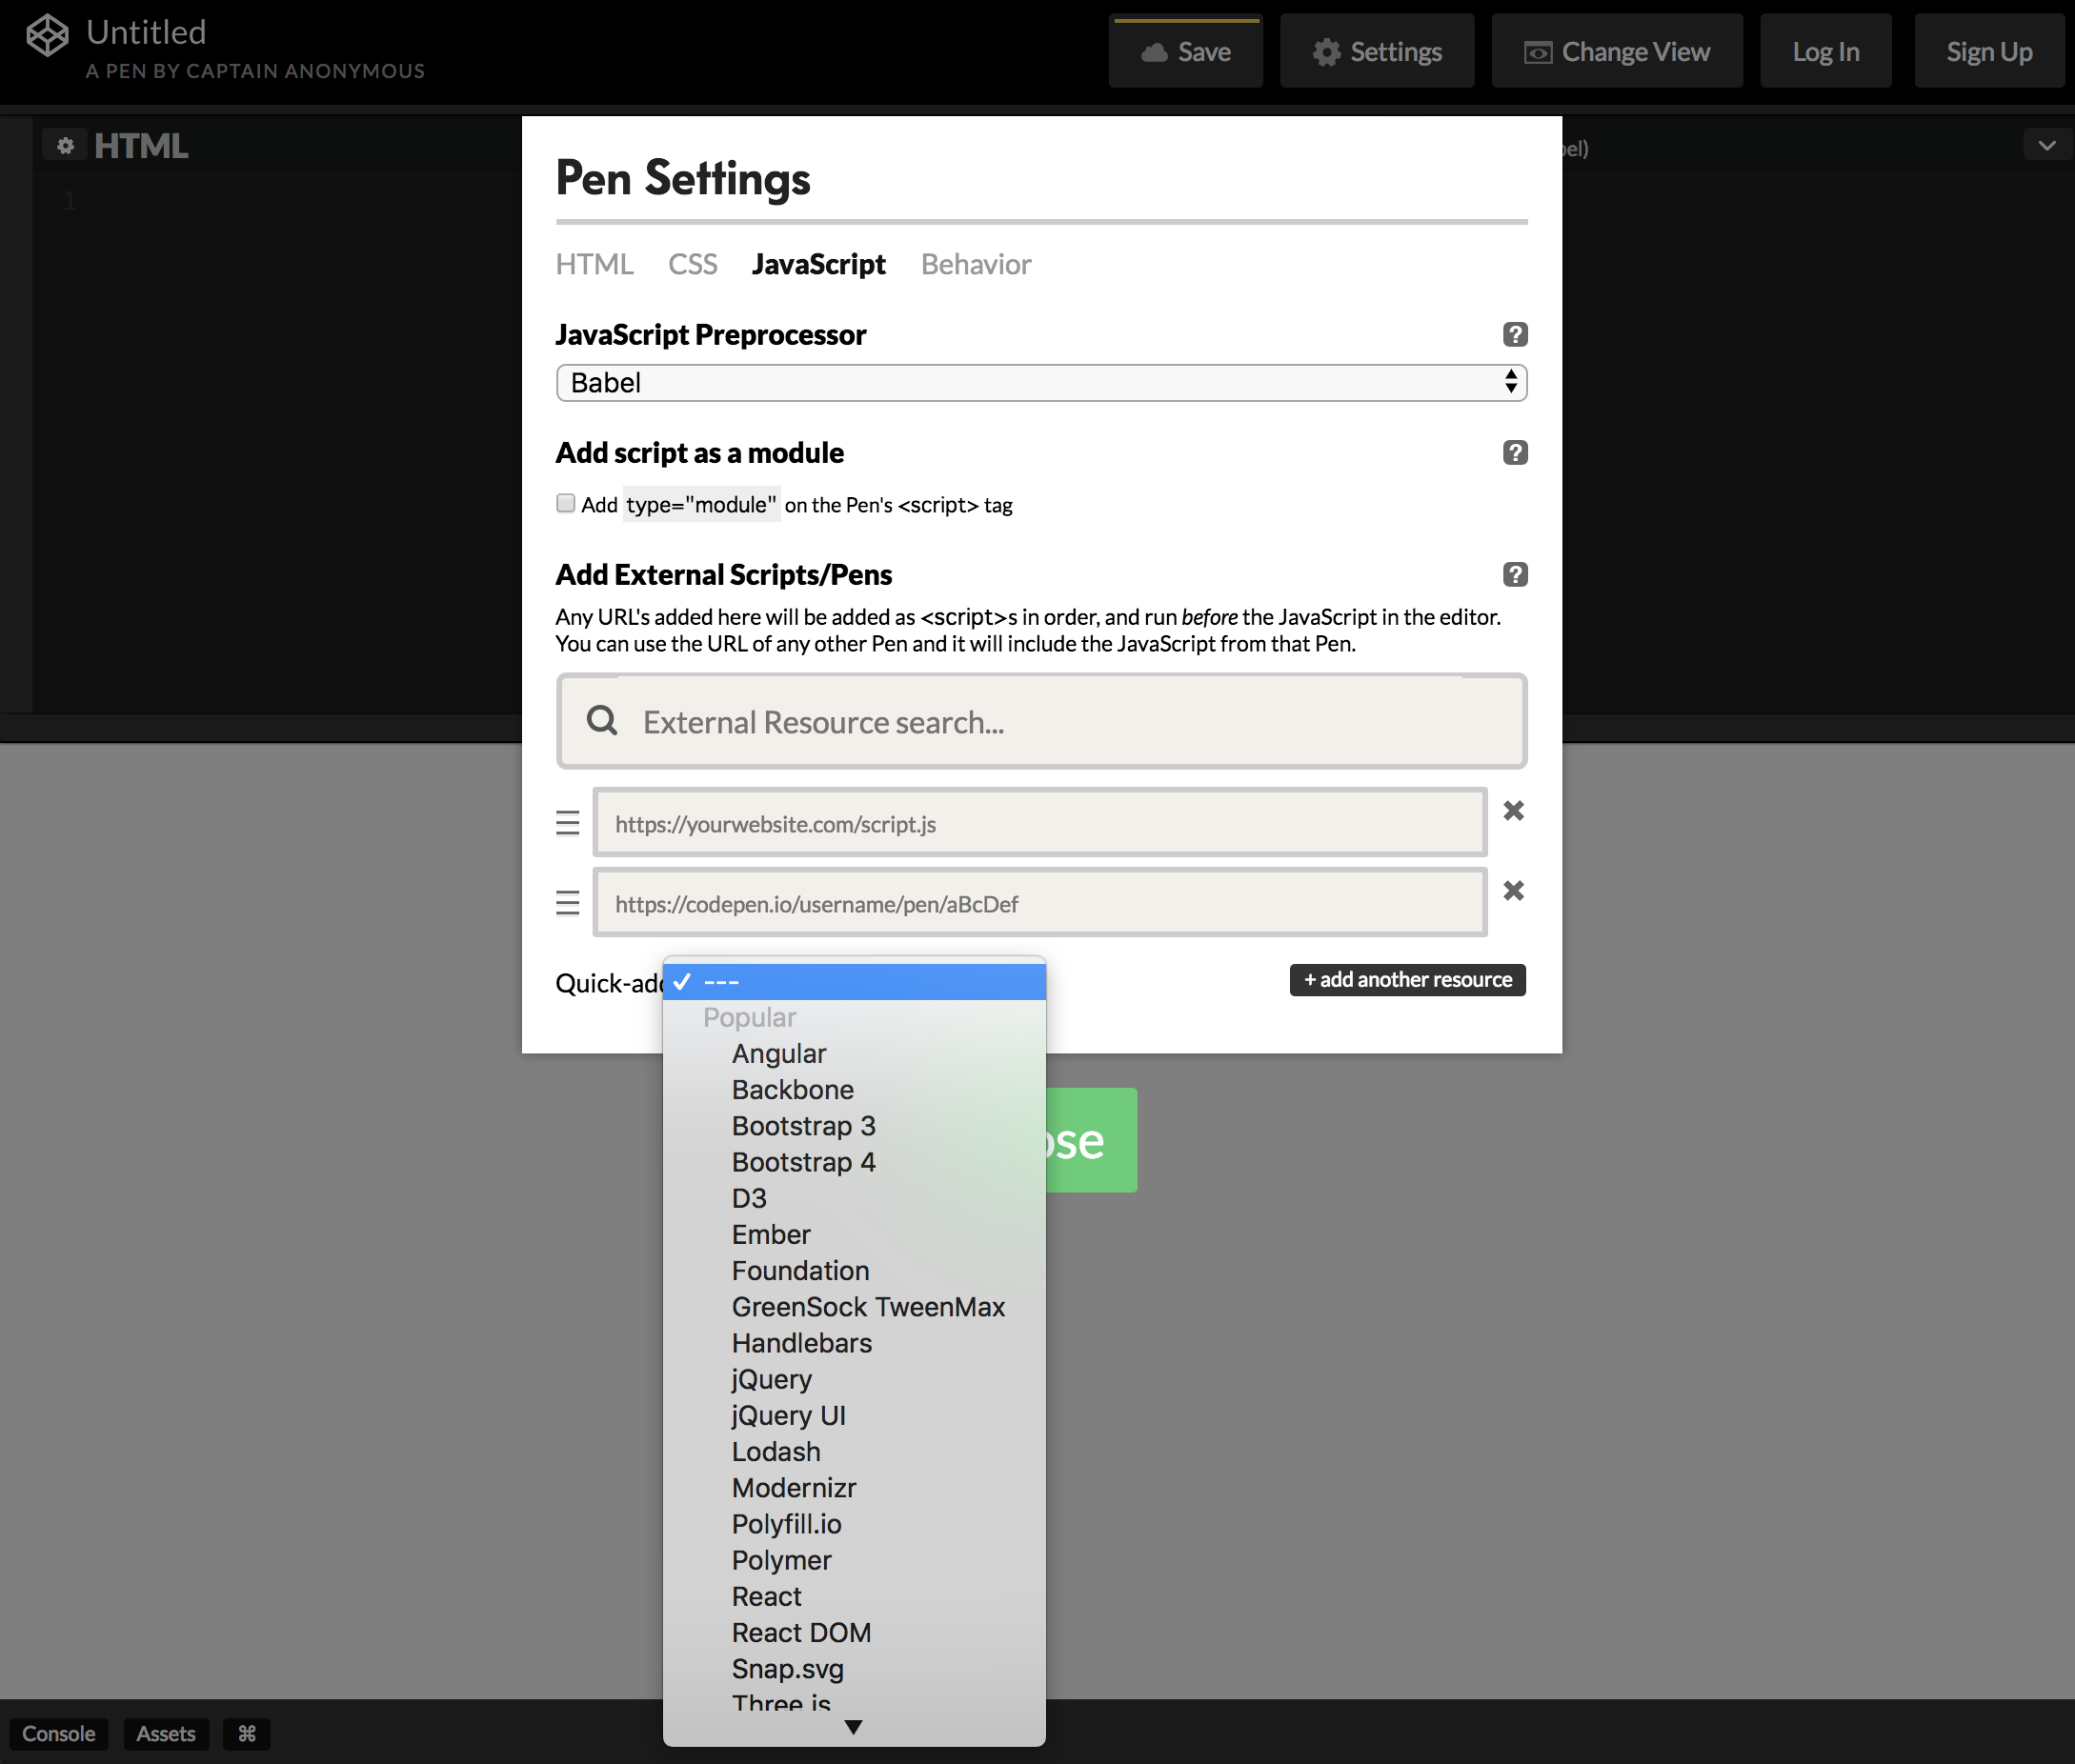 Untitled
A PEN BY CAPTAIN ANONYMOUS
Save
Settings
Change View
Log In
Sign Up
HTML
1
Pen Settings
HTML CSS JavaScript Behavior
JavaScript Preprocessor
?
Babel
Add script as a module
?
Add type="module" on the Pen's <script> tag
Add External Scripts/Pens
?
Any URL's added here will be added as <script>s in order, and run before the JavaScript in the editor.
You can use the URL of any other Pen and it will include the JavaScript from that Pen.
External Resource search...
https://yourwebsite.com/script.js
https://codepen.io/username/pen/aBcDef
Quick-add
+ add another resource
---
Popular
Angular
Backbone
Bootstrap 3
Bootstrap 4
D3
Ember
Foundation
GreenSock TweenMax
Handlebars
jQuery
jQuery UI
Lodash
Modernizr
Polyfill.io
Polymer
React
React DOM
Snap.svg
Three.js
Console
Assets
⌘